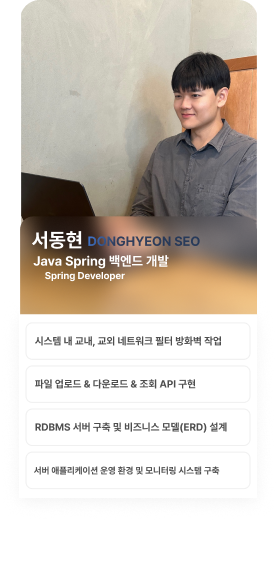 서동현 DONGHYEON SEO
Java Spring 백엔드 개발
Spring Developer
시스템 내 교내, 교외 네트워크 필터 방화벽 작업
파일 업로드 & 다운로드 & 조회 API 구현
RDBMS 서버 구축 및 비즈니스 모델(ERD) 설계
서버 애플리케이션 운영 환경 및 모니터링 시스템 구축